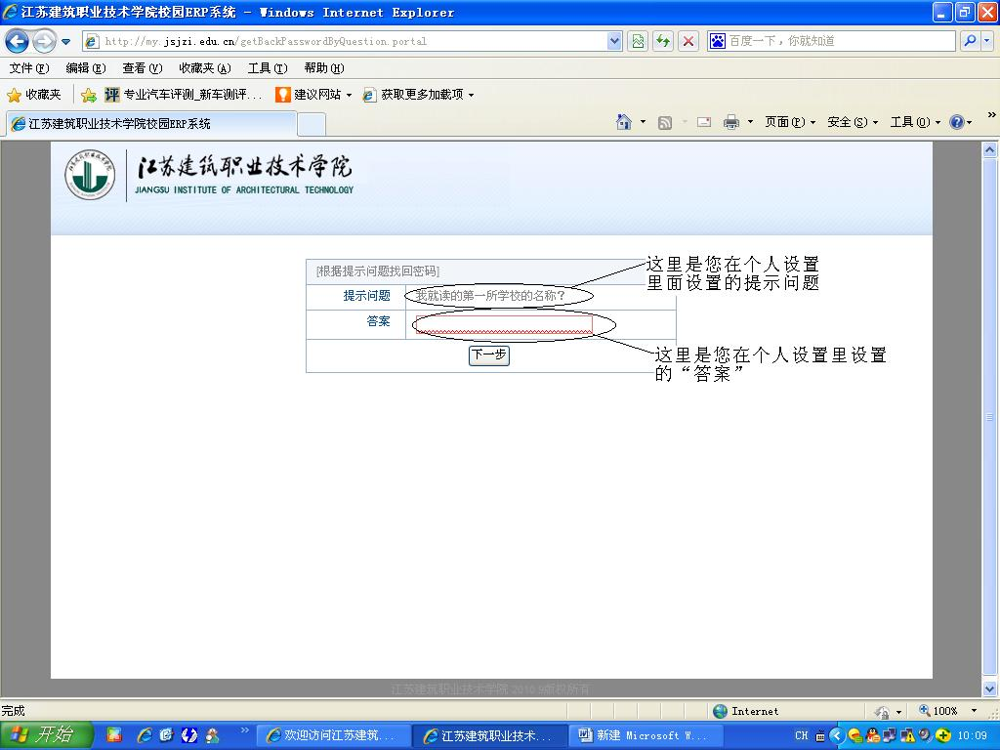 江苏建筑职业技术学院校园ERP系统 - Windows Internet Explorer
http://my.jsjzi.edu.cn/getBackPasswordByQuestion.portal
百度一下，你就知道
文件(F) 编辑(E) 查看(V) 收藏夹(A) 工具(T) 帮助(H)
收藏夹 评 专业汽车评测_新车测评... 建议网站 获取更多加载项
江苏建筑职业技术学院校园ERP系统
页面(P) 安全(S) 工具(O) »
江苏建筑职业技术学院
JIANGSU INSTITUTE OF ARCHITECTURAL TECHNOLOGY
[根据提示问题找回密码]
这里是您在个人设置
里面设置的提示问题
提示问题 我就读的第一所学校的名称？
答案
下一步
这里是您在个人设置里设置
的“答案”
江苏建筑职业技术学院 2010.9版权所有
完成
Internet
100%
开始
»
欢迎访问江苏建筑...
江苏建筑职业技术...
新建 Microsoft W...
CH
10:09